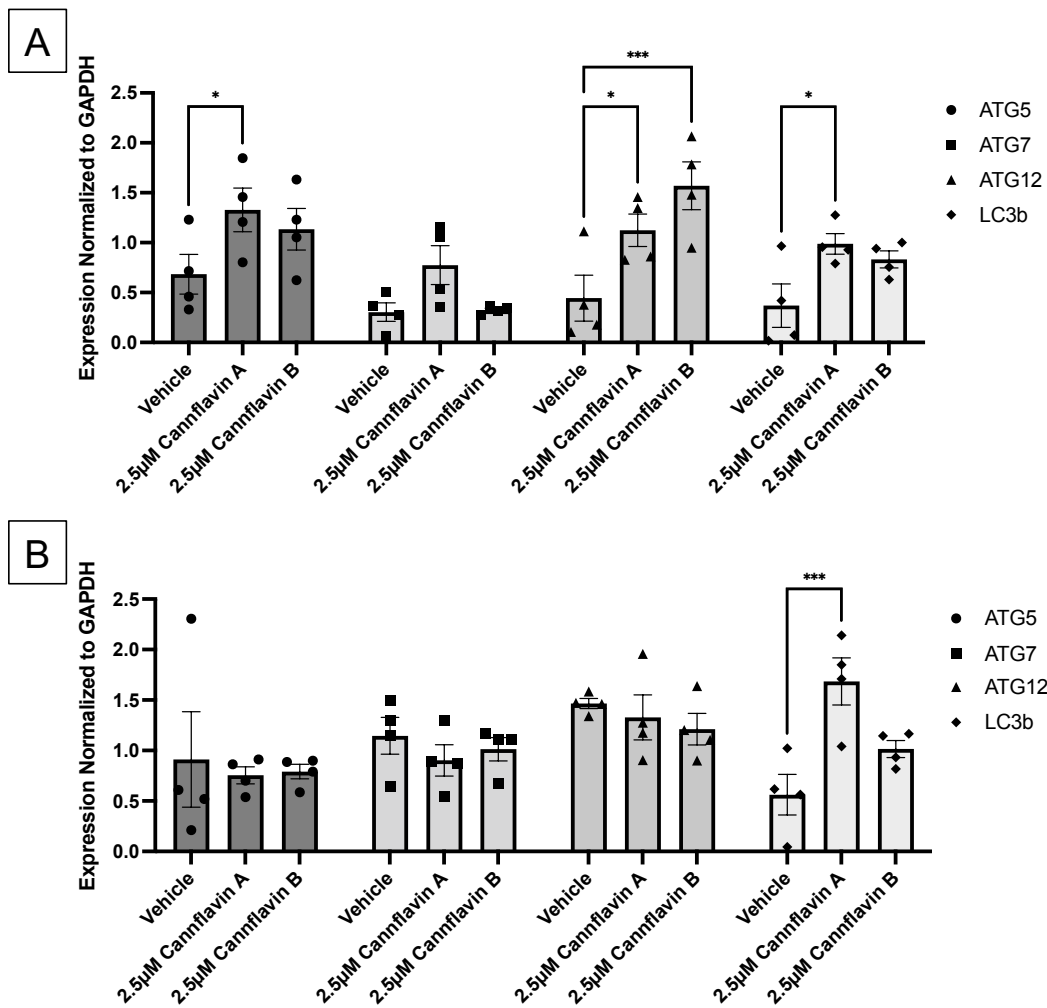 A
Expression Normalized to GAPDH
2.5
2.0
1.5
1.0
0.5
0.0
*
*
***
*
Vehicle
2.5µM Cannflavin A
2.5µM Cannflavin B
Vehicle
2.5µM Cannflavin A
2.5µM Cannflavin B
Vehicle
2.5µM Cannflavin A
2.5µM Cannflavin B
Vehicle
2.5µM Cannflavin A
2.5µM Cannflavin B
ATG5
ATG7
ATG12
LC3b
B
Expression Normalized to GAPDH
2.5
2.0
1.5
1.0
0.5
0.0
***
Vehicle
2.5µM Cannflavin A
2.5µM Cannflavin B
Vehicle
2.5µM Cannflavin A
2.5µM Cannflavin B
Vehicle
2.5µM Cannflavin A
2.5µM Cannflavin B
Vehicle
2.5µM Cannflavin A
2.5µM Cannflavin B
ATG5
ATG7
ATG12
LC3b